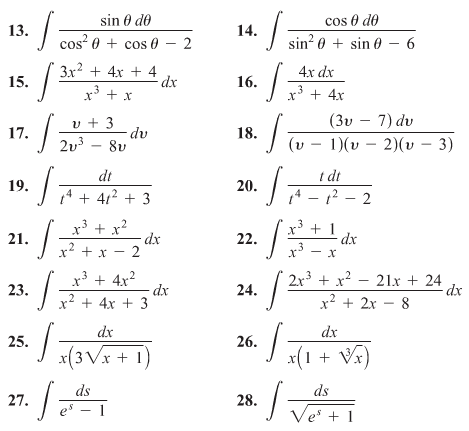 13. ∫ sin θ dθ / (cos² θ + cos θ − 2)
14. ∫ cos θ dθ / (sin² θ + sin θ − 6)
15. ∫ (3x² + 4x + 4) / (x³ + x) dx
16. ∫ 4x dx / (x³ + 4x)
17. ∫ (v + 3) / (2v³ − 8v) dv
18. ∫ (3v − 7) dv / ((v − 1)(v − 2)(v − 3))
19. ∫ dt / (t⁴ + 4t² + 3)
20. ∫ t dt / (t⁴ − t² − 2)
21. ∫ (x³ + x²) / (x² + x − 2) dx
22. ∫ (x³ + 1) / (x³ − x) dx
23. ∫ (x³ + 4x²) / (x² + 4x + 3) dx
24. ∫ (2x³ + x² − 21x + 24) / (x² + 2x − 8) dx
25. ∫ dx / (x(3√(x + 1)))
26. ∫ dx / (x(1 + ∛x))
27. ∫ ds / (eˢ − 1)
28. ∫ ds / √(eˢ + 1)